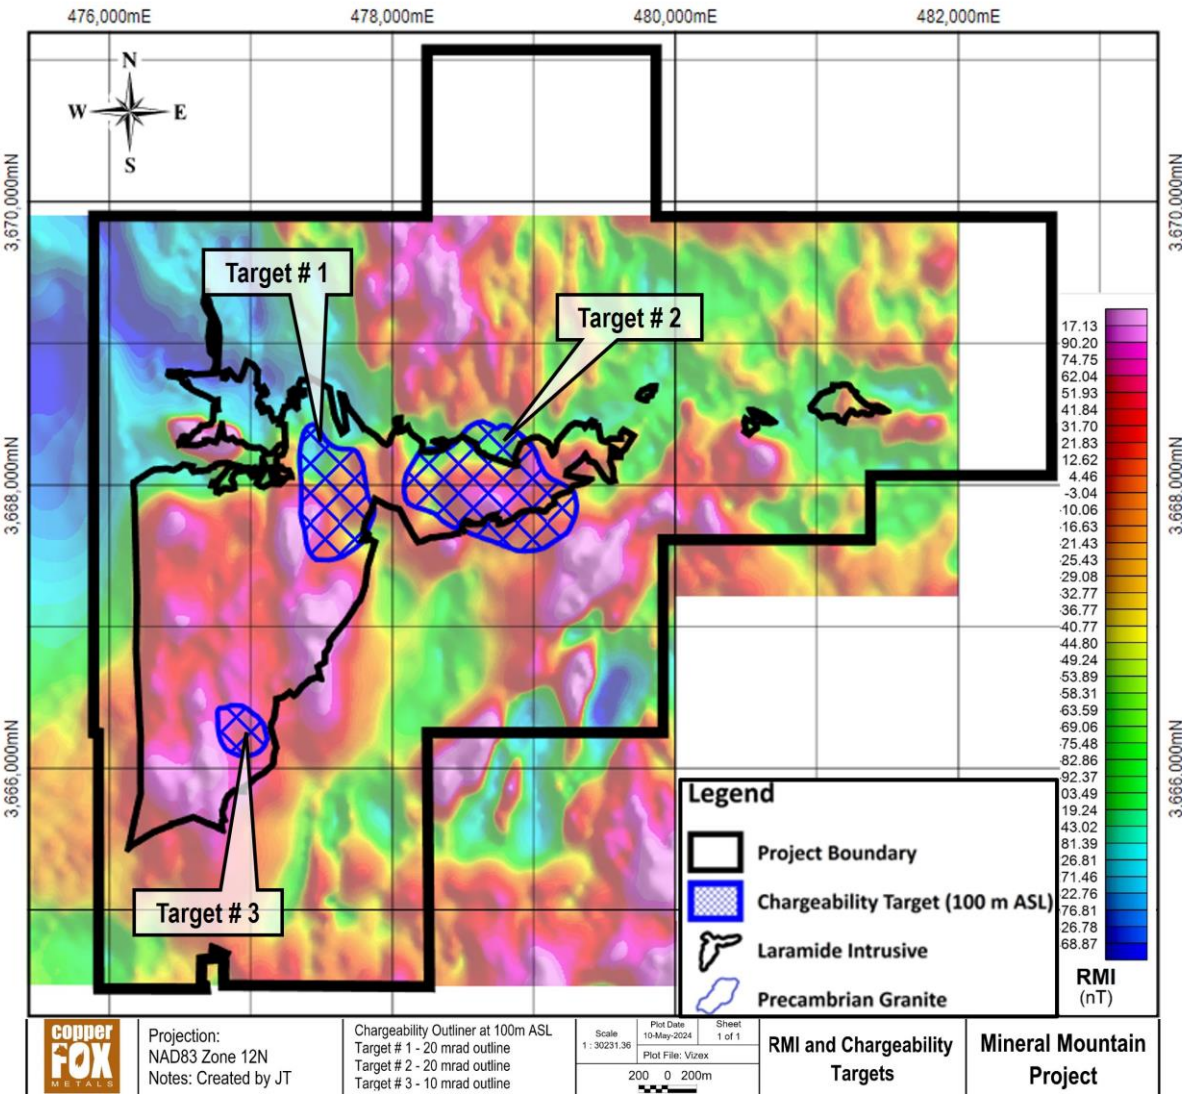 476,000mE 478,000mE 480,000mE 482,000mE
N
W E
S
3,670,000mN
3,668,000mN
3,666,000mN
3,670,000mN
3,668,000mN
3,666,000mN
Target # 1
Target # 2
Target # 3
17.13
90.20
74.75
62.04
51.93
41.84
31.70
21.83
12.62
4.46
-3.04
-10.06
-16.63
-21.43
-25.43
-29.08
-32.77
-36.77
-40.77
-44.80
-49.24
-53.89
-58.31
-63.59
-69.06
-75.48
-82.86
92.37
03.49
19.24
43.02
81.39
26.81
71.46
22.76
76.81
26.78
68.87
RMI
(nT)
Legend
Project Boundary
Chargeability Target (100 m ASL)
Laramide Intrusive
Precambrian Granite
copper
FOX
METALS
Projection:
NAD83 Zone 12N
Notes: Created by JT
Chargeability Outliner at 100m ASL
Target # 1 - 20 mrad outline
Target # 2 - 20 mrad outline
Target # 3 - 10 mrad outline
Scale
1 : 30231.36
Plot Date
10-May-2024
Sheet
1 of 1
Plot File: Vizex
200 0 200m
RMI and Chargeability
Targets
Mineral Mountain
Project